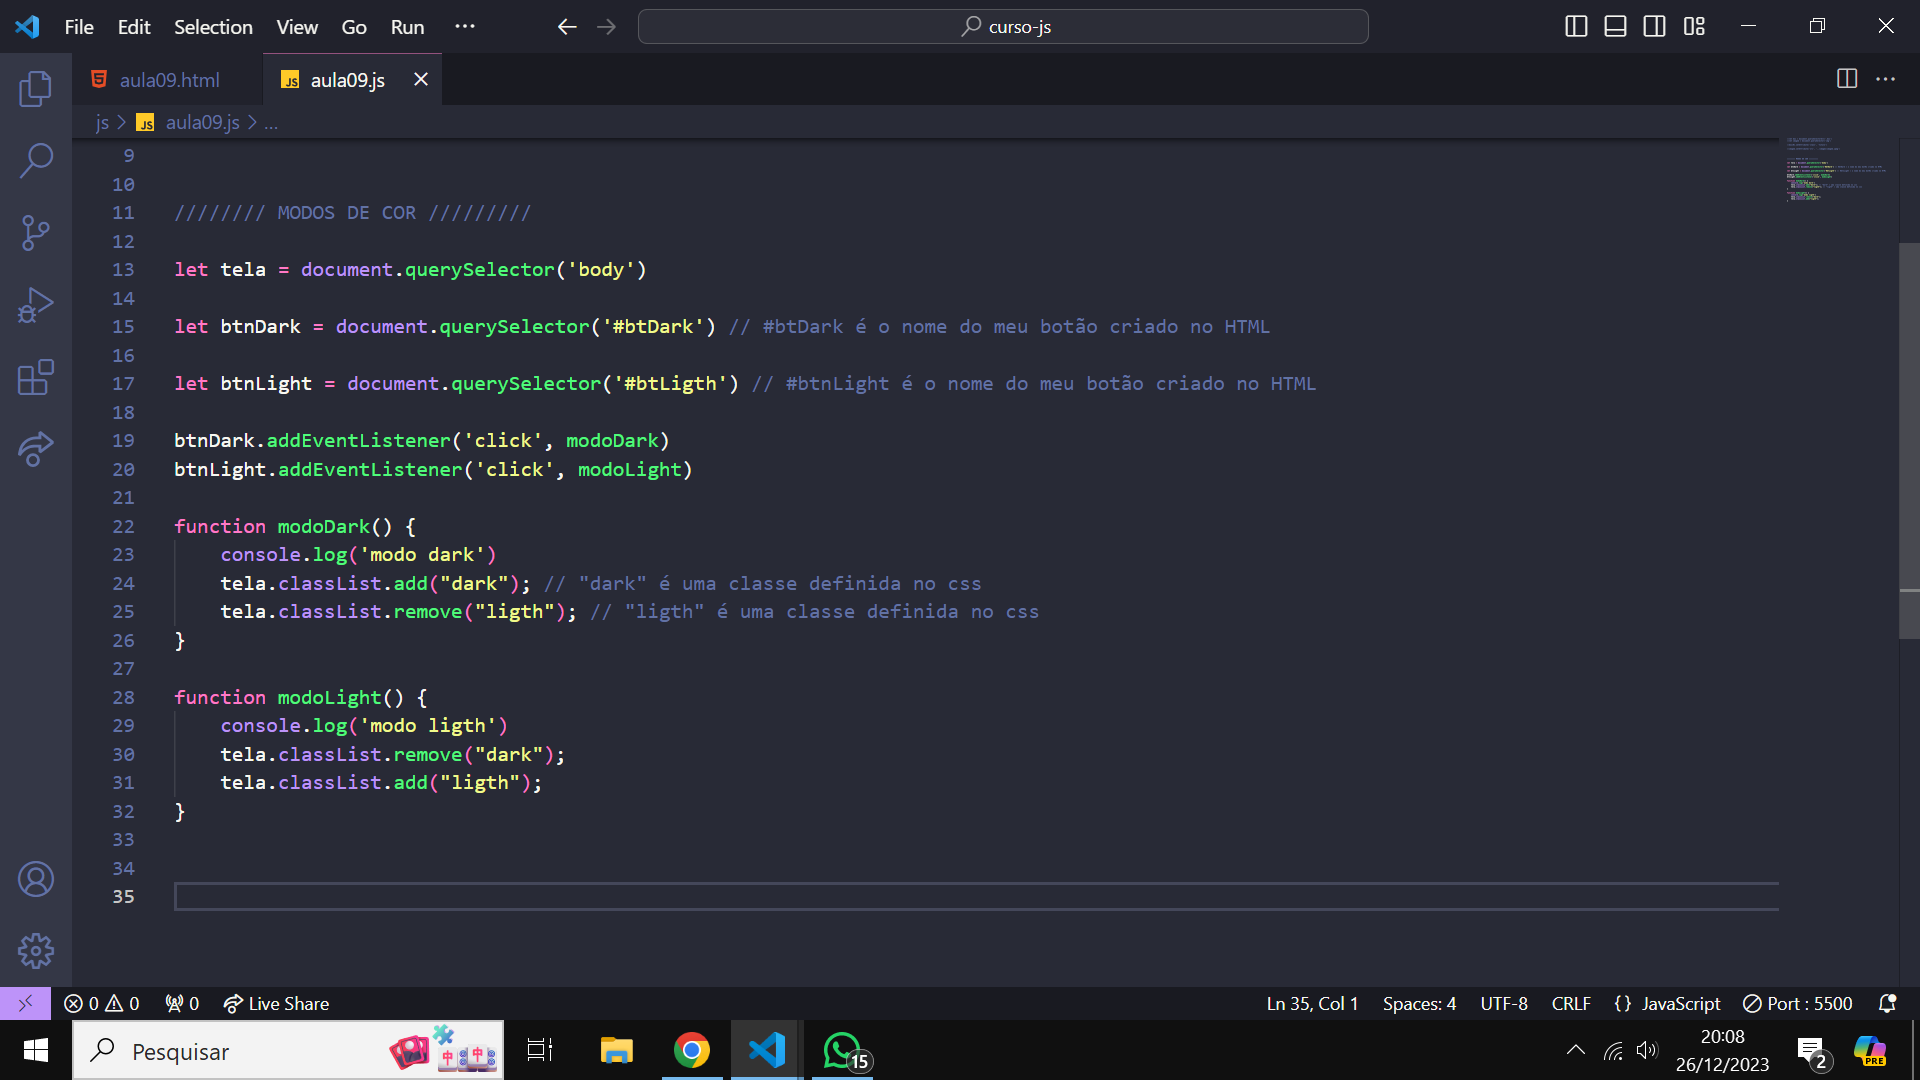 File Edit Selection View Go Run ··· curso-js
aula09.html
aula09.js
js > JS aula09.js > ...
9
10
11 //////// MODOS DE COR /////////
12
13 let tela = document.querySelector('body')
14
15 let btnDark = document.querySelector('#btDark') // #btDark é o nome do meu botão criado no HTML
16
17 let btnLight = document.querySelector('#btLigth') // #btnLight é o nome do meu botão criado no HTML
18
19 btnDark.addEventListener('click', modoDark)
20 btnLight.addEventListener('click', modoLight)
21
22 function modoDark() {
23 console.log('modo dark')
24 tela.classList.add("dark"); // "dark" é uma classe definida no css
25 tela.classList.remove("ligth"); // "ligth" é uma classe definida no css
26 }
27
28 function modoLight() {
29 console.log('modo ligth')
30 tela.classList.remove("dark");
31 tela.classList.add("ligth");
32 }
33
34
35
0 0 0 Live Share Ln 35, Col 1 Spaces: 4 UTF-8 CRLF {} JavaScript Port : 5500
Pesquisar
15
20:08
26/12/2023
2
PRE